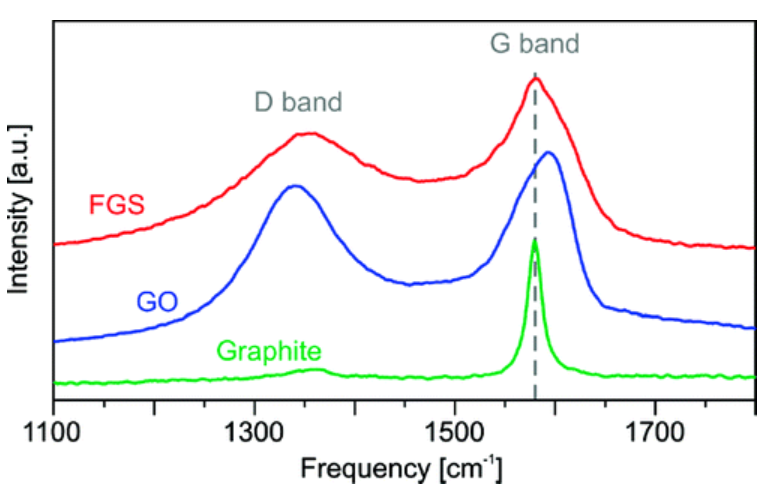 G band
D band
FGS
GO
Graphite
Intensity [a.u.]
1100 1300 1500 1700
Frequency [cm⁻¹]